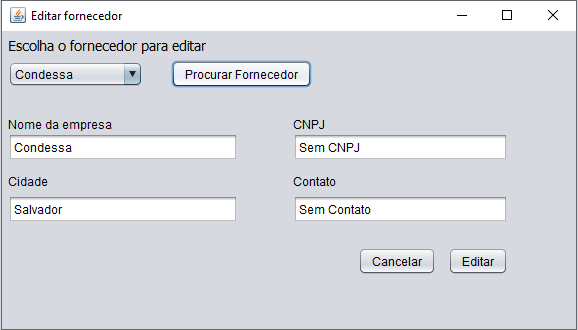 Editar fornecedor
Escolha o fornecedor para editar
Condessa Procurar Fornecedor
Nome da empresa CNPJ
Condessa Sem CNPJ
Cidade Contato
Salvador Sem Contato
Cancelar Editar